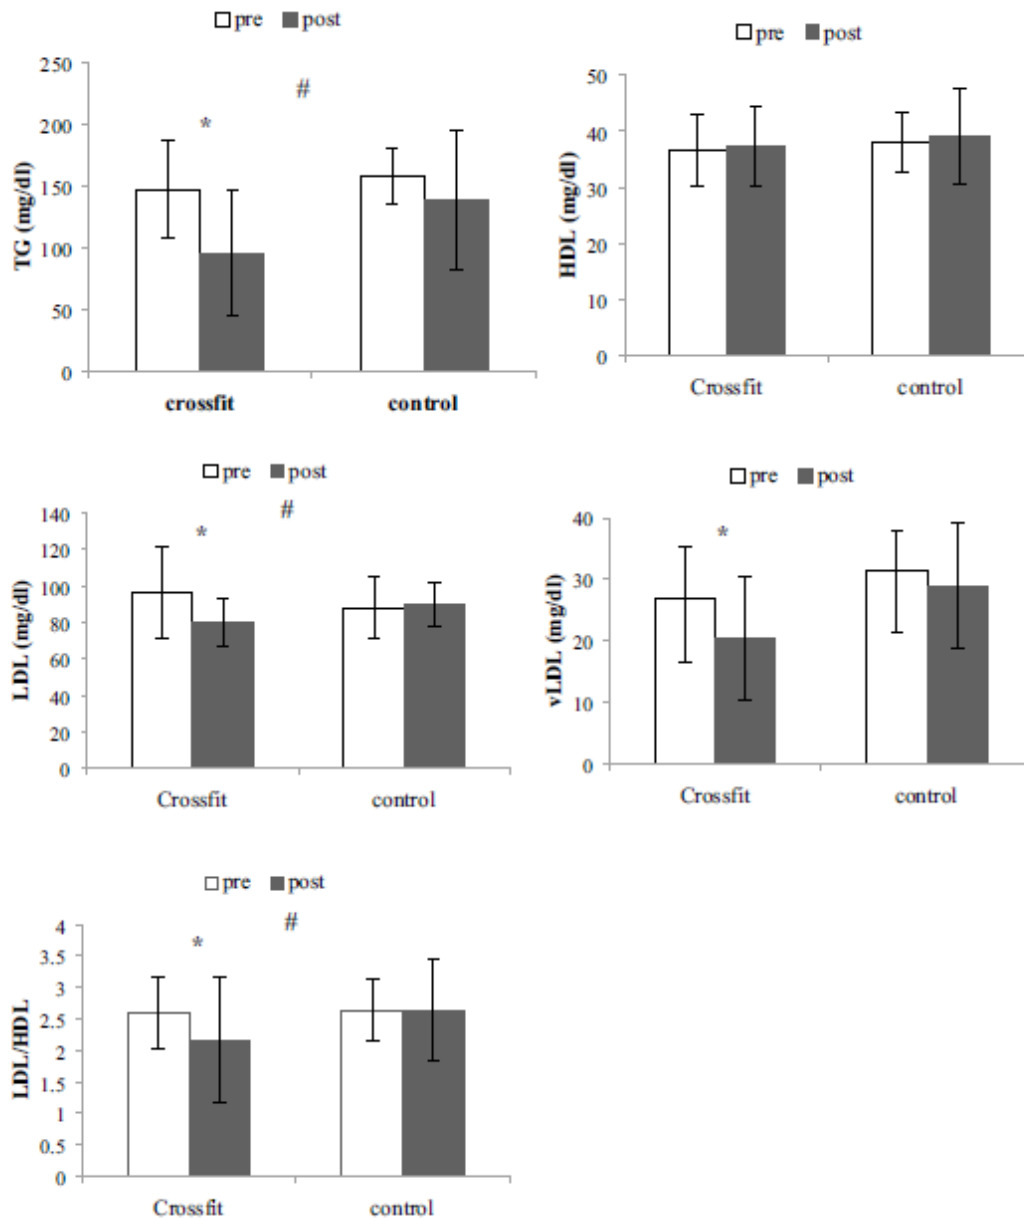 pre post
TG (mg/dl)
250
200
150
100
50
0
#
*
crossfit control
pre post
HDL (mg/dl)
50
40
30
20
10
0
Crossfit control
pre post
LDL (mg/dl)
140
120
100
80
60
40
20
0
#
*
Crossfit control
pre post
vLDL (mg/dl)
40
30
20
10
0
*
Crossfit control
pre post
LDL/HDL
4
3.5
3
2.5
2
1.5
1
0.5
0
#
*
Crossfit control